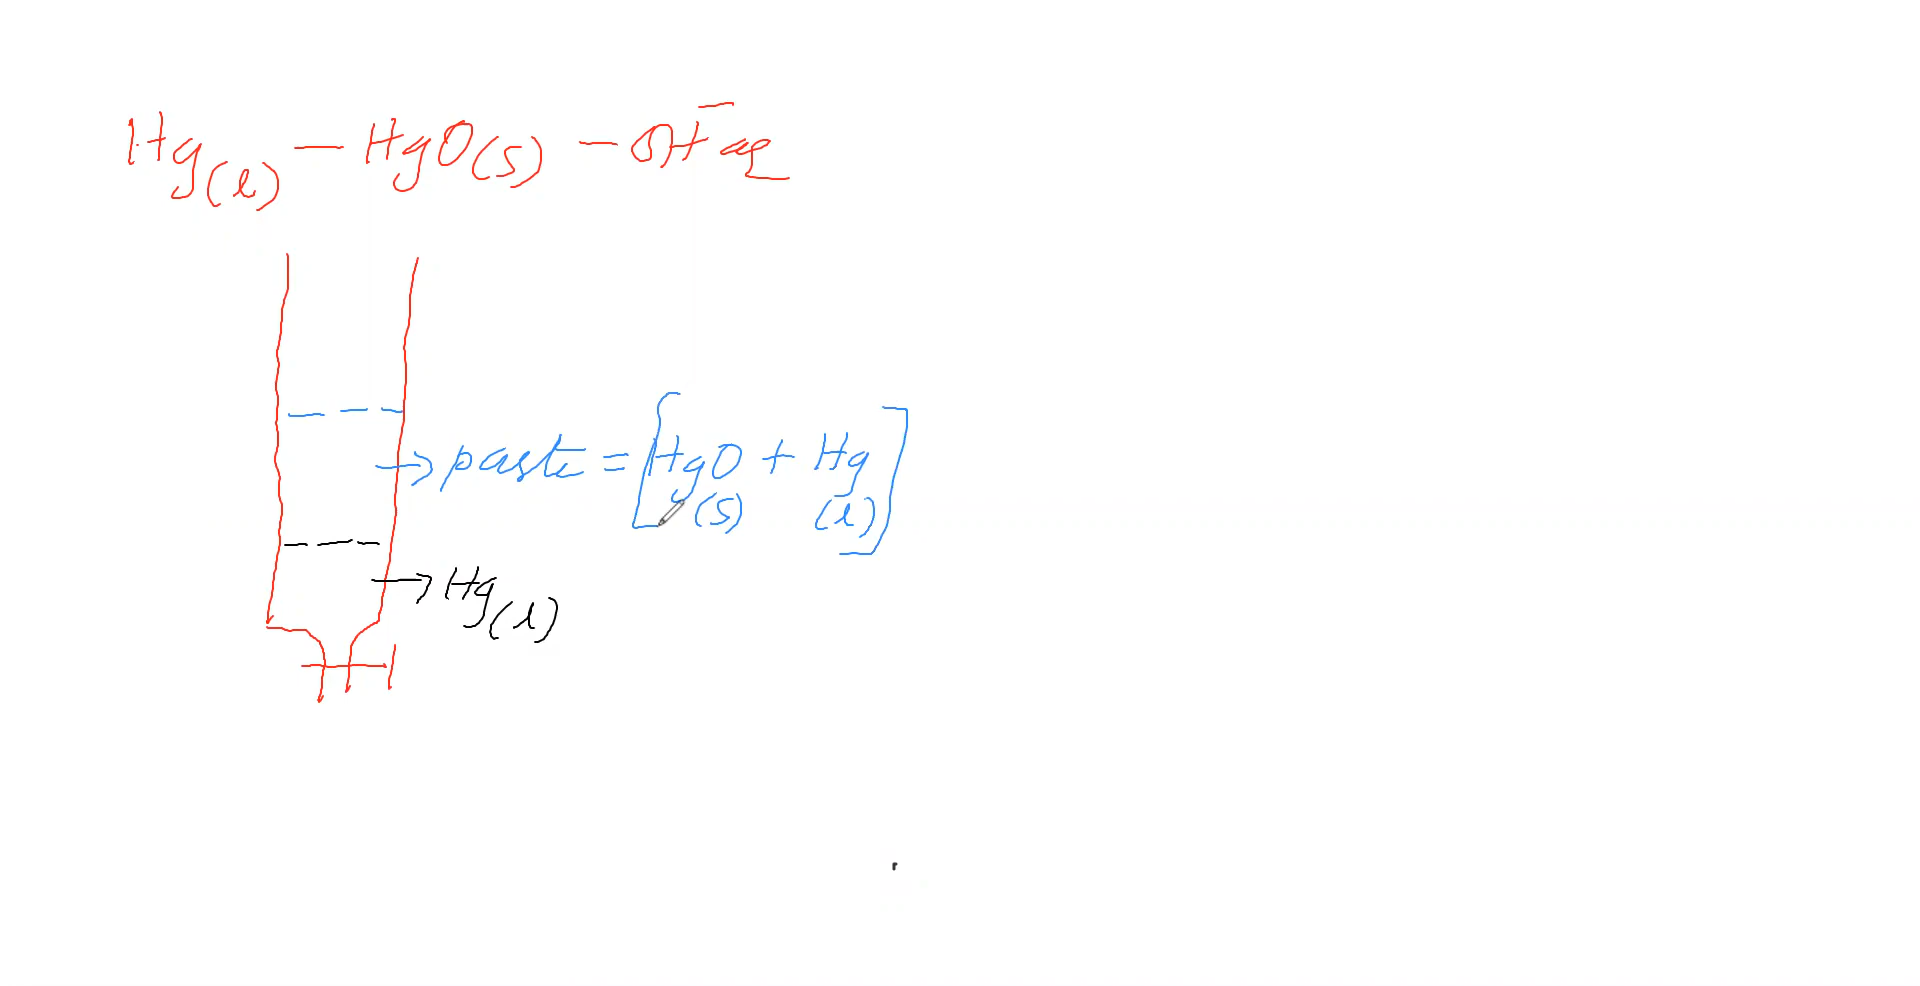 Hg(l) — HgO(s) — OH⁻aq
→ paste = [HgO(s) + Hg(l)]
→ Hg(l)